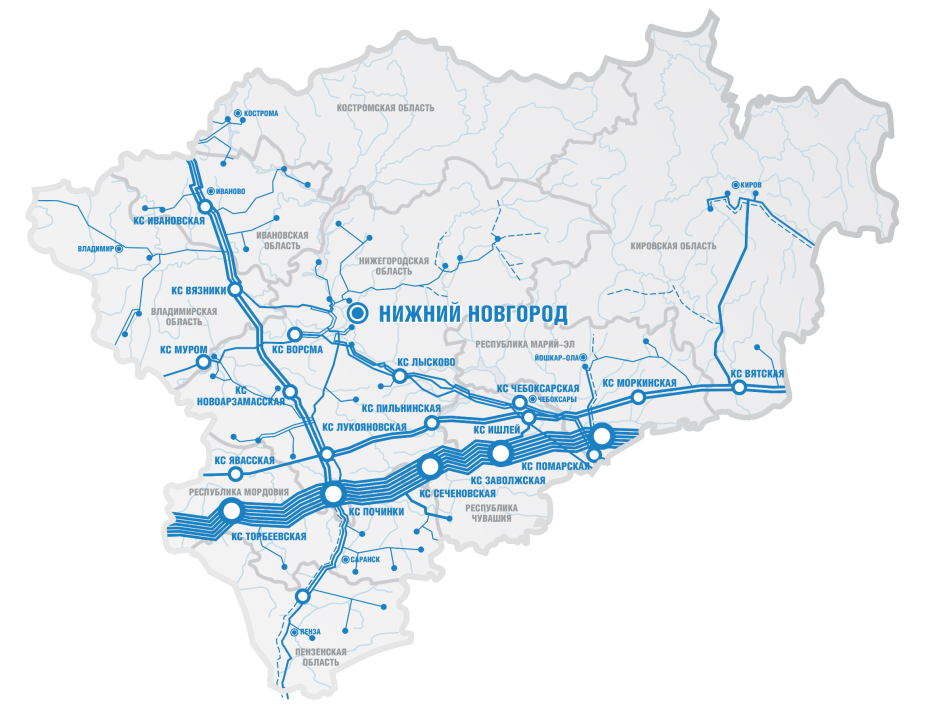 КОСТРОМСКАЯ ОБЛАСТЬ
КОСТРОМА
ИВАНОВО
КС ИВАНОВСКАЯ
КИРОВ
ИВАНОВСКАЯ
ОБЛАСТЬ
КИРОВСКАЯ ОБЛАСТЬ
ВЛАДИМИР
НИЖЕГОРОДСКАЯ
ОБЛАСТЬ
КС ВЯЗНИКИ
ВЛАДИМИРСКАЯ
ОБЛАСТЬ
НИЖНИЙ НОВГОРОД
КС МУРОМ
КС ВОРСМА
РЕСПУБЛИКА МАРИЙ-ЭЛ
ЙОШКАР-ОЛА
КС ЛЫСКОВО
КС ВЯТСКАЯ
КС МОРКИНСКАЯ
КС ЧЕБОКСАРСКАЯ
ЧЕБОКСАРЫ
КС
НОВОАРЗАМАССКАЯ
КС ПИЛЬНИНСКАЯ
КС ЛУКОЯНОВСКАЯ
КС ИШЛЕЙ
КС ЯВАССКАЯ
КС ПОМАРСКАЯ
КС ЗАВОЛЖСКАЯ
РЕСПУБЛИКА МОРДОВИЯ
КС СЕЧЕНОВСКАЯ
РЕСПУБЛИКА
ЧУВАШИЯ
КС ПОЧИНКИ
КС ТОРБЕЕВСКАЯ
САРАНСК
ПЕНЗА
ПЕНЗЕНСКАЯ
ОБЛАСТЬ